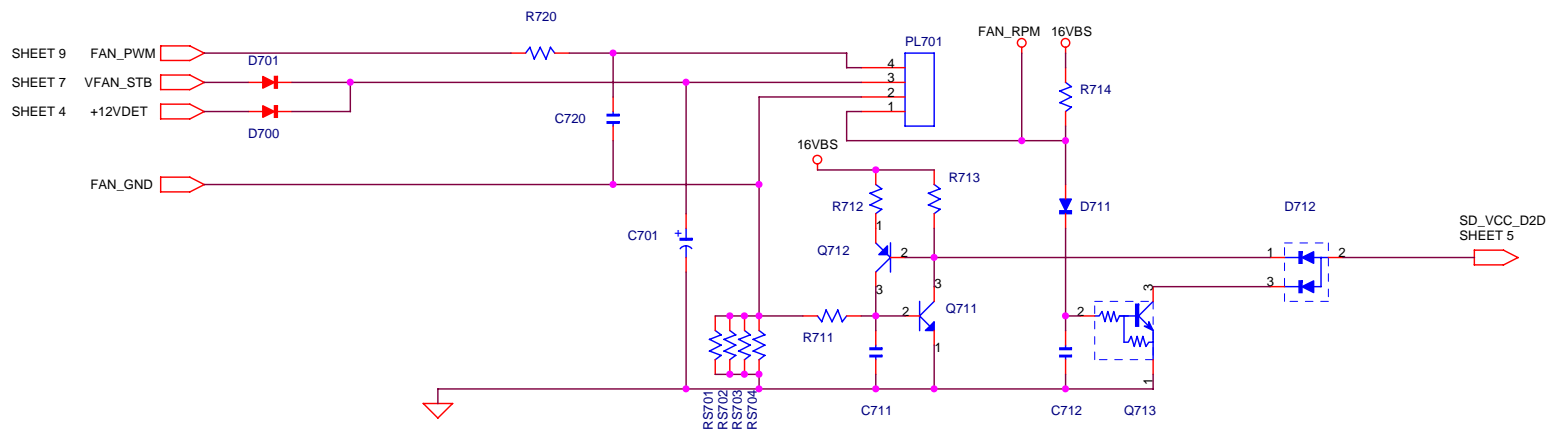 R720
FAN_RPM 16VBS
SHEET 9 FAN_PWM
PL701
D701
4
SHEET 7 VFAN_STB
3
R714
2
SHEET 4 +12VDET
1
C720
D700
16VBS
FAN_GND
R713
R712
D711
D712
1
SD_VCC_D2D
SHEET 5
C701
+
Q712
2
1
2
3
3
3
3
Q711
2
2
R711
1
1
RS701
RS702
RS703
RS704
C711
C712
Q713